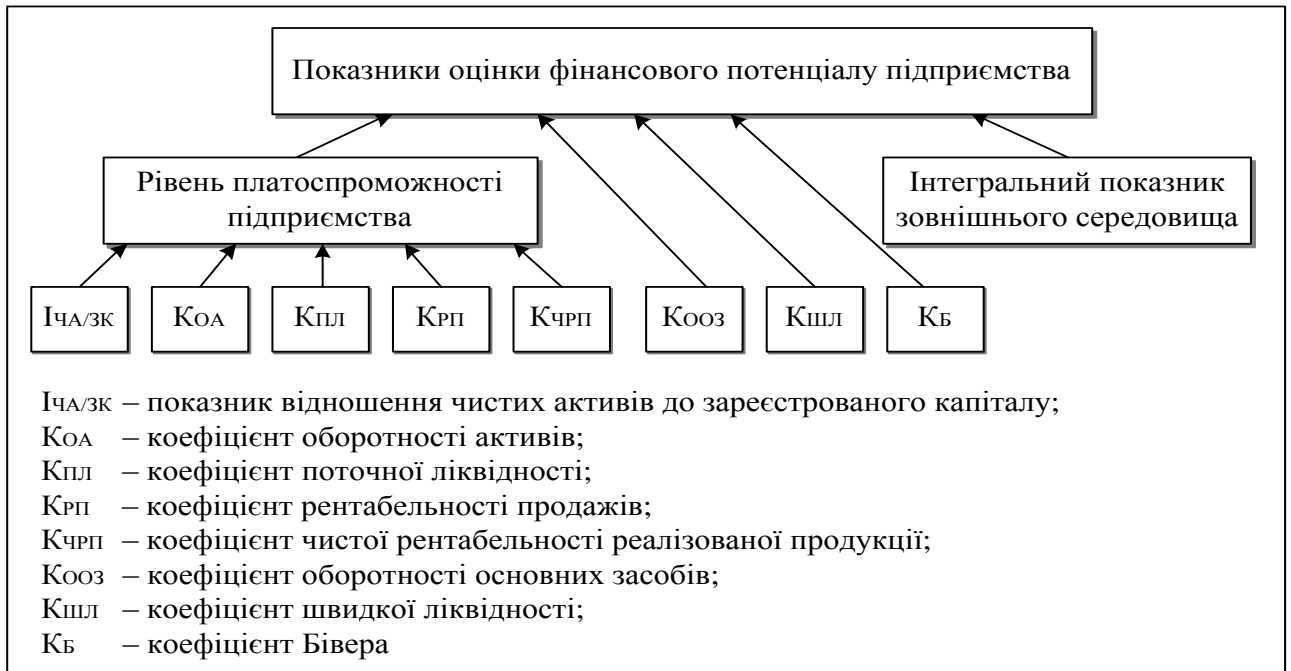 Показники оцінки фінансового потенціалу підприємства
Рівень платоспроможності
підприємства
Інтегральний показник
зовнішнього середовища
ІЧА/ЗК
КОА
КПЛ
КРП
КЧРП
КООЗ
КШЛ
КБ
ІЧА/ЗК – показник відношення чистих активів до зареєстрованого капіталу;
КОА – коефіцієнт оборотності активів;
КПЛ – коефіцієнт поточної ліквідності;
КРП – коефіцієнт рентабельності продажів;
КЧРП – коефіцієнт чистої рентабельності реалізованої продукції;
КООЗ – коефіцієнт оборотності основних засобів;
КШЛ – коефіцієнт швидкої ліквідності;
КБ – коефіцієнт Бівера